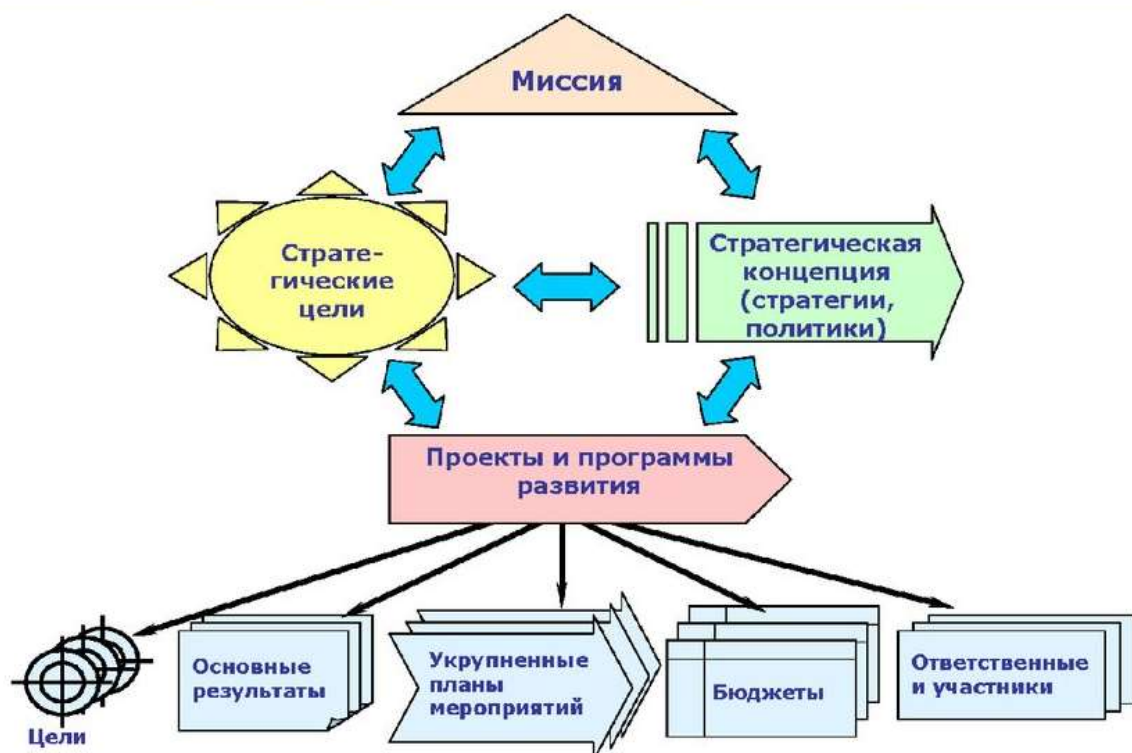 Миссия
Страте-
гические
цели
Стратегическая
концепция
(стратегии,
политики)
Проекты и программы
развития
Цели
Основные
результаты
Укрупненные
планы
мероприятий
Бюджеты
Ответственные
и участники